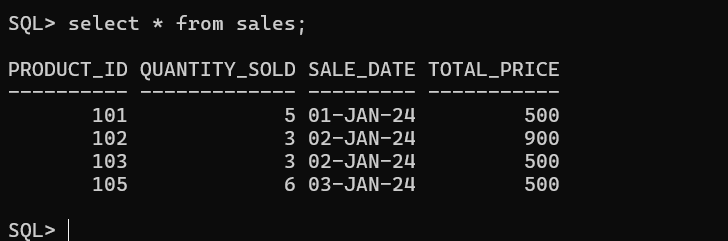 SQL> select * from sales;
PRODUCT_ID QUANTITY_SOLD SALE_DATE TOTAL_PRICE
---------- ------------- --------- -----------
101 5 01-JAN-24 500
102 3 02-JAN-24 900
103 3 02-JAN-24 500
105 6 03-JAN-24 500
SQL>